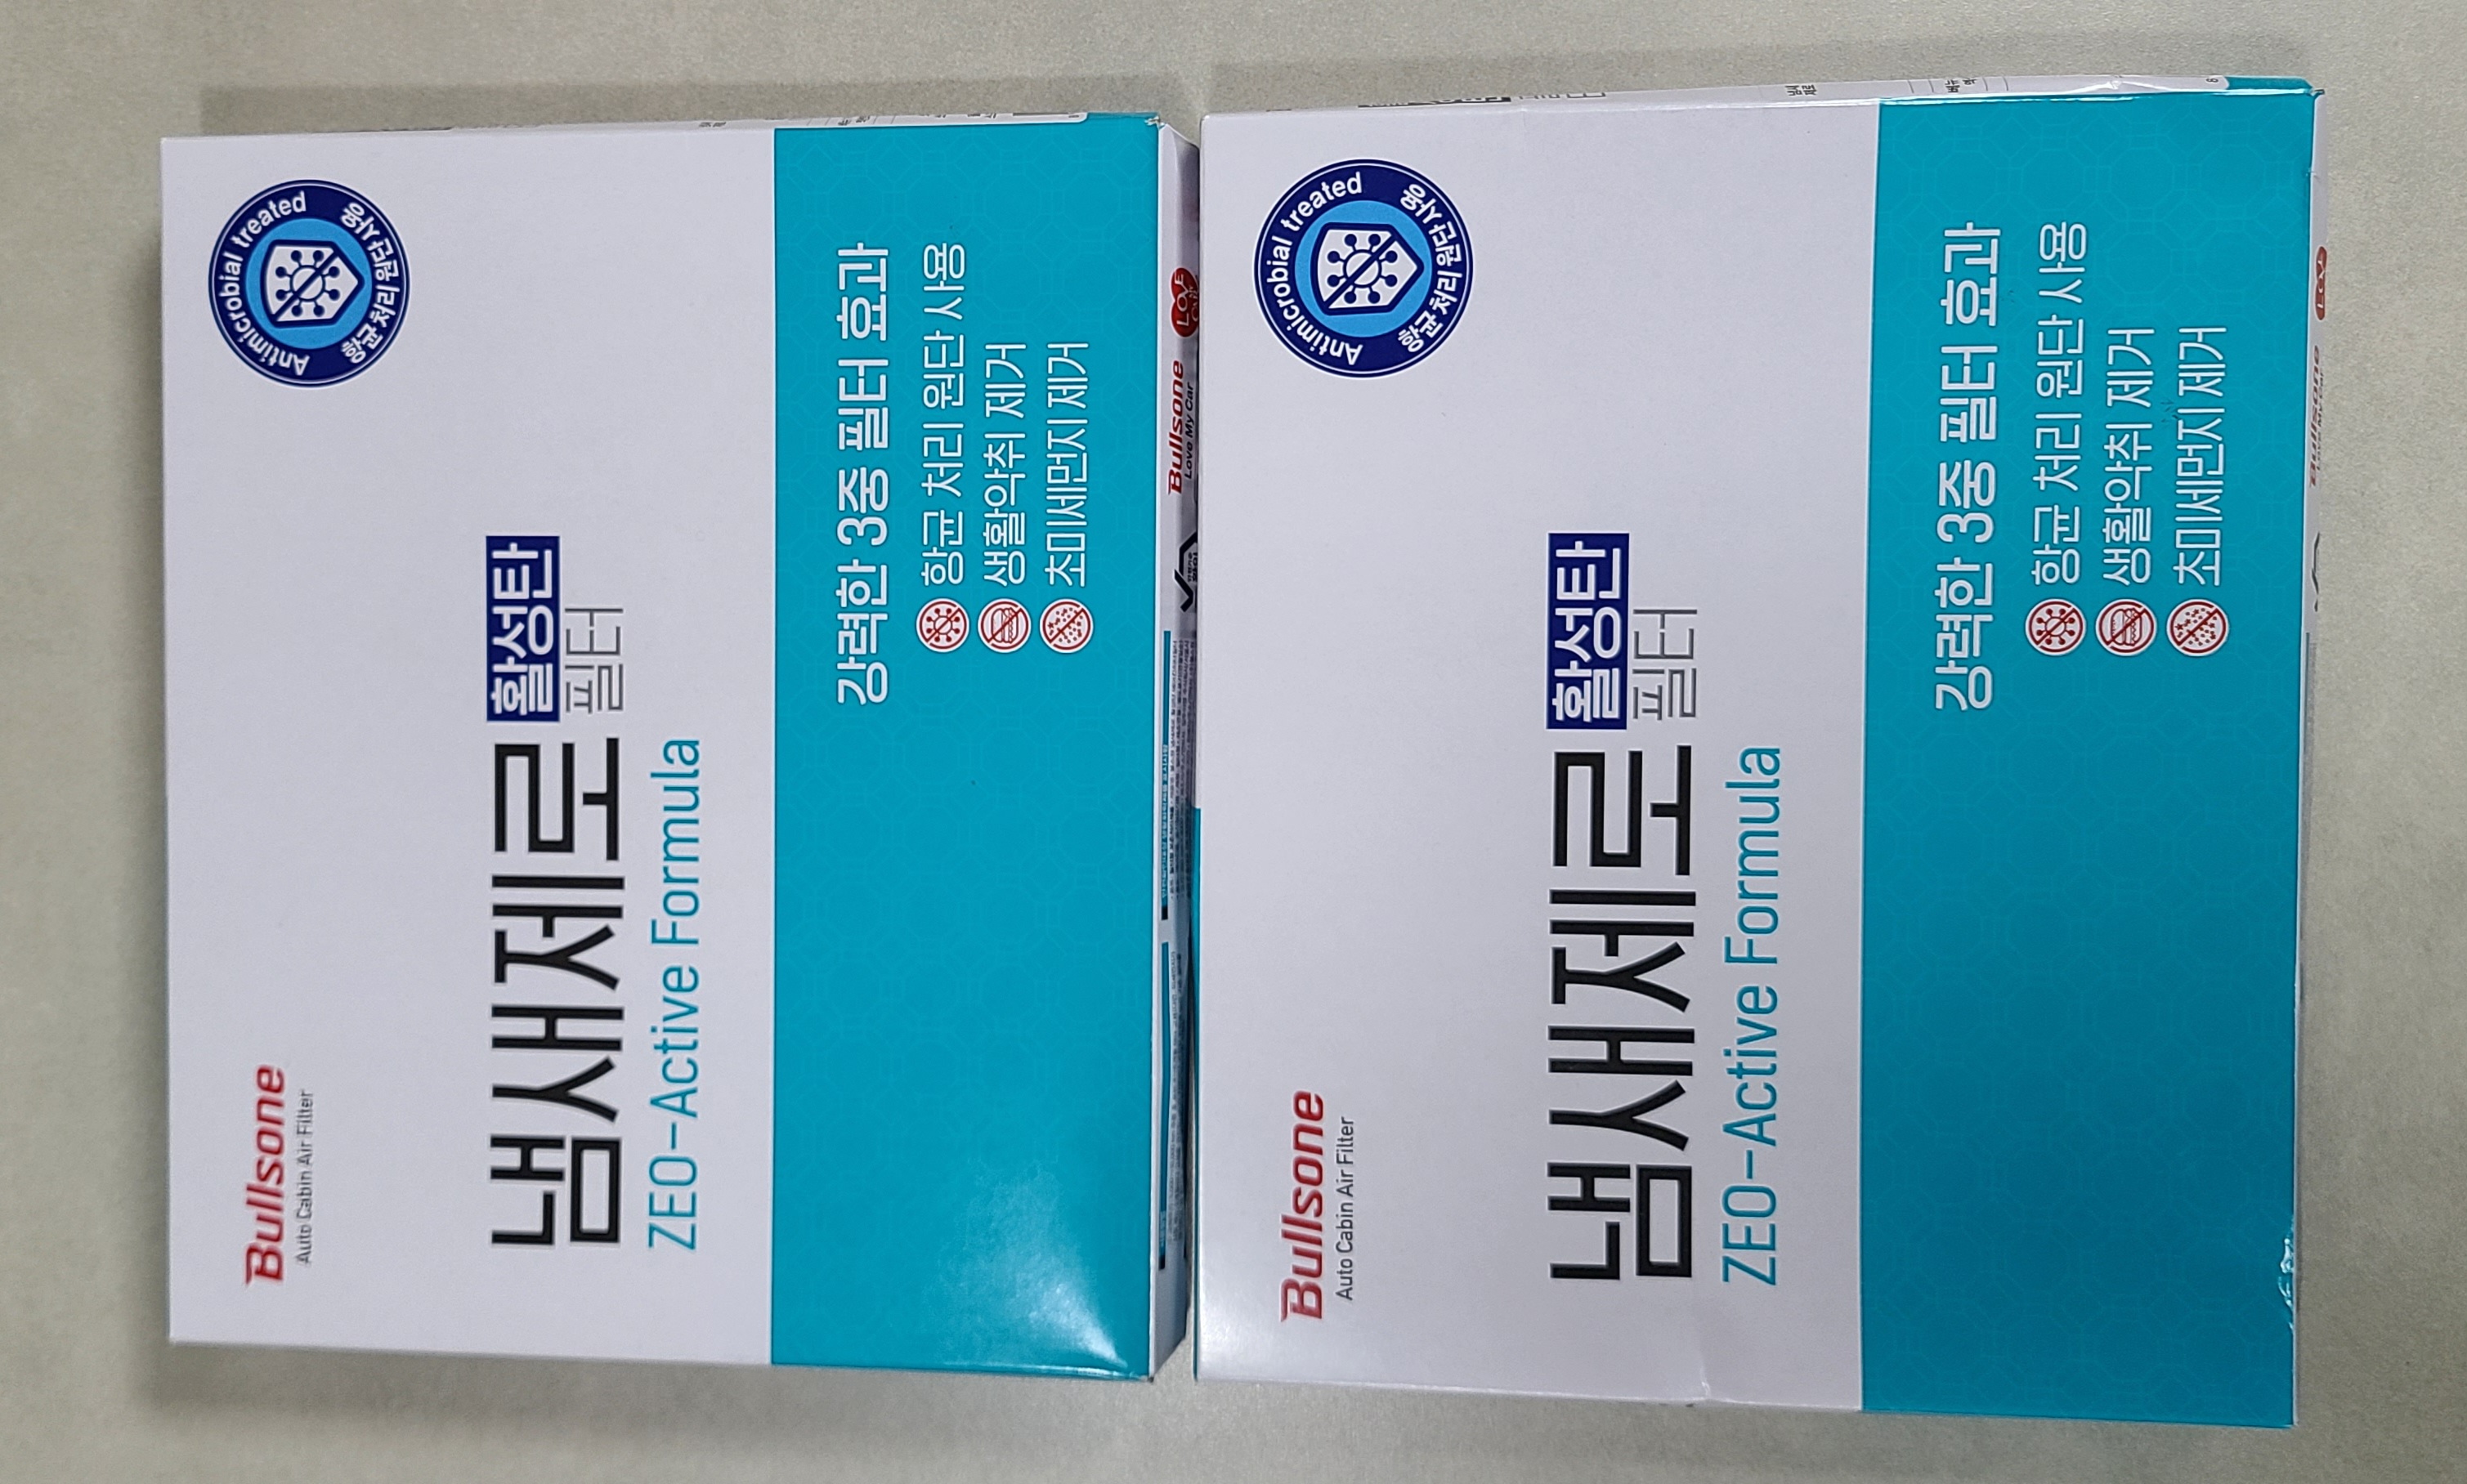 Bullsone
Auto Cabin Air Filter
Antimicrobial treated
항균 처리 원단 사용
냄새제로
활성탄
필터
ZEO-Active Formula
강력한 3중 필터 효과
항균 처리 원단 사용
생활악취 제거
초미세먼지 제거
Bullsone
Love My Car
LOVE
Bullsone
Auto Cabin Air Filter
Antimicrobial treated
항균 처리 원단 사용
냄새제로
활성탄
필터
ZEO-Active Formula
강력한 3중 필터 효과
항균 처리 원단 사용
생활악취 제거
초미세먼지 제거
Bullsone